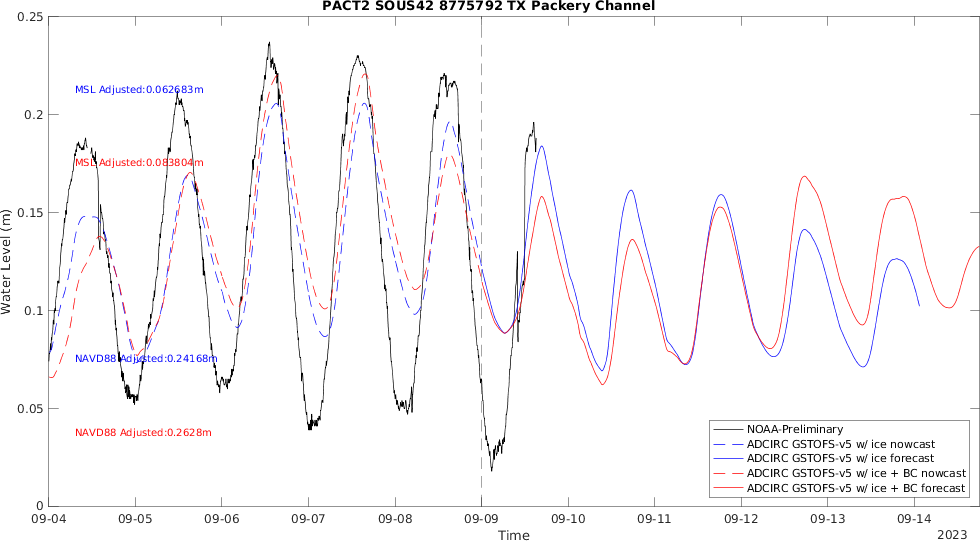 PACT2 SOUS42 8775792 TX Packery Channel
Water Level (m)
0.25
0.2
0.15
0.1
0.05
0
MSL Adjusted:0.062683m
MSL Adjusted:0.083804m
NAVD88 Adjusted:0.24168m
NAVD88 Adjusted:0.2628m
NOAA-Preliminary
ADCIRC GSTOFS-v5 w/ ice nowcast
ADCIRC GSTOFS-v5 w/ ice forecast
ADCIRC GSTOFS-v5 w/ ice + BC nowcast
ADCIRC GSTOFS-v5 w/ ice + BC forecast
09-04 09-05 09-06 09-07 09-08 09-09 09-10 09-11 09-12 09-13 09-14
Time
2023